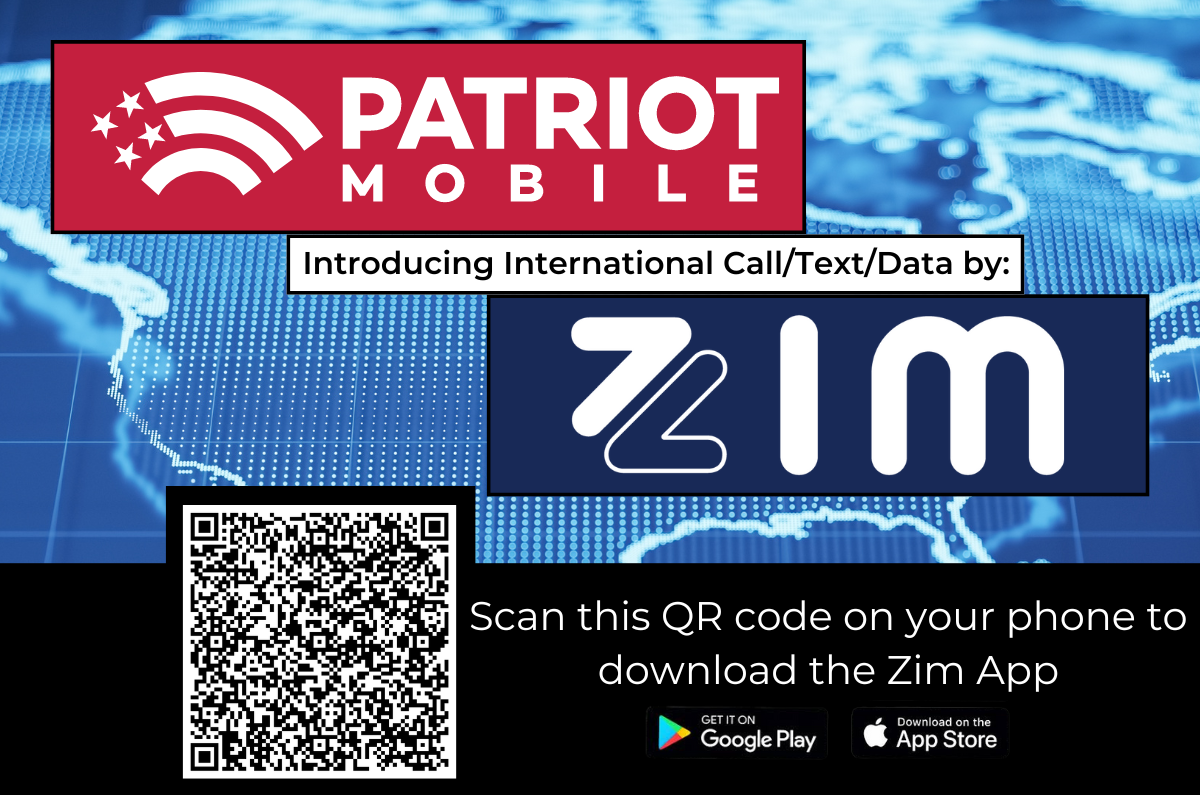 PATRIOT
MOBILE
Introducing International Call/Text/Data by:
ZIM
Scan this QR code on your phone to
download the Zim App
GET IT ON
Google Play
Download on the
App Store